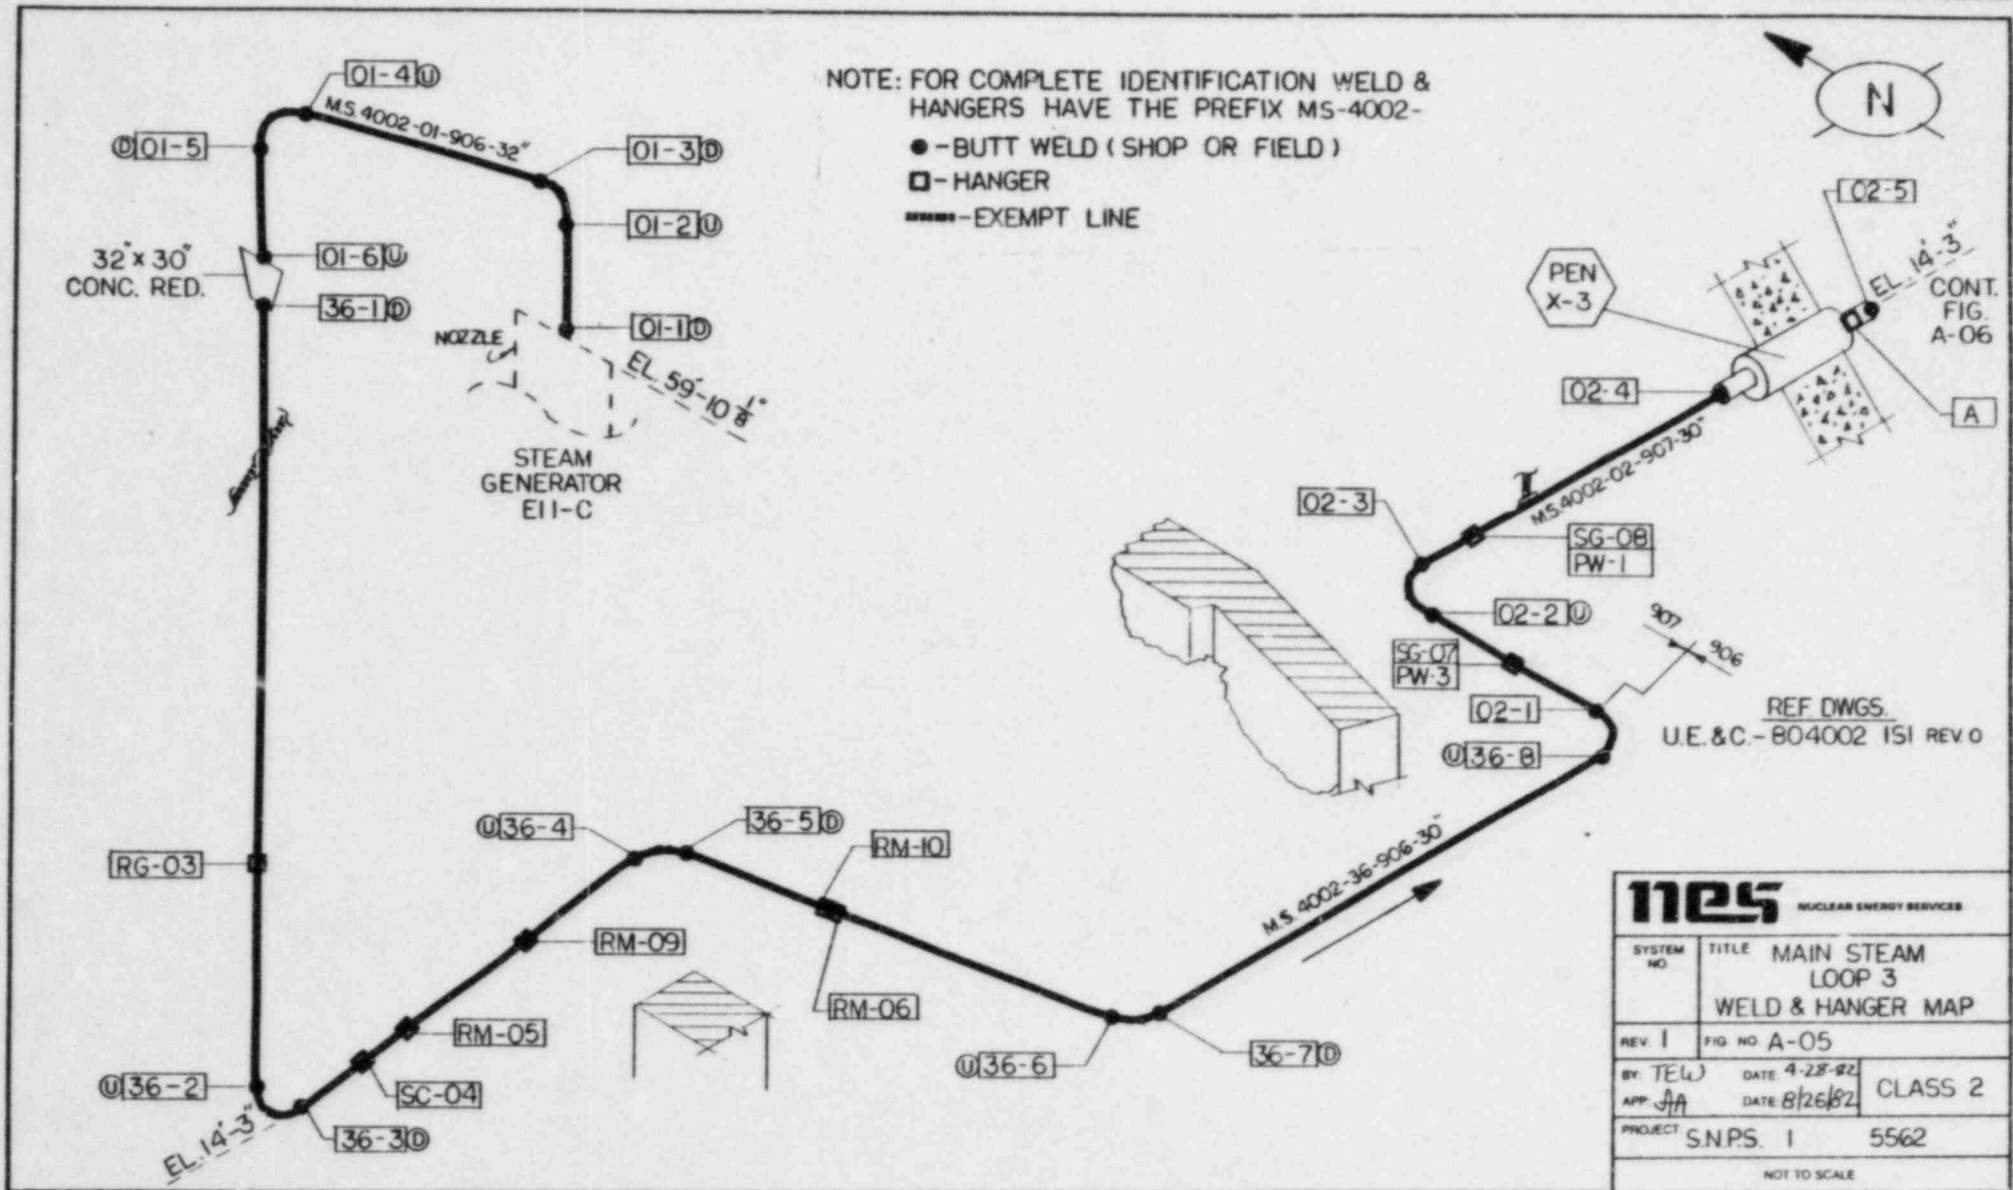 NOTE: FOR COMPLETE IDENTIFICATION WELD &
HANGERS HAVE THE PREFIX MS-4002-
-BUTT WELD (SHOP OR FIELD)
-HANGER
-EXEMPT LINE
N
01-4 U
M.S. 4002-01-906-32"
D 01-5
01-3 D
01-2 U
01-6 U
32" x 30"
CONC. RED.
36-1 D
01-1 D
NOZZLE
EL. 59'-10 1/8"
STEAM
GENERATOR
E11-C
02-5
EL. 14'-3"
CONT.
FIG.
A-06
PEN
X-3
02-4
A
M.S. 4002-02-907-30"
02-3
SG-08
PW-1
02-2 U
SG-07
PW-3
907
906
02-1
U 36-8
REF. DWGS.
U.E.&C.-804002 ISI REV. 0
U 36-4
36-5 D
RM-10
RG-03
RM-09
M.S. 4002-36-906-30"
RM-06
RM-05
SC-04
U 36-2
36-3 D
EL. 14'-3"
U 36-6
36-7 D
nes NUCLEAR ENERGY SERVICES
SYSTEM NO.
TITLE MAIN STEAM
LOOP 3
WELD & HANGER MAP
REV. 1 FIG. NO. A-05
BY: TEW DATE 4-28-82
APP. AA DATE 8/26/82
CLASS 2
PROJECT S.N.P.S. 1 5562
NOT TO SCALE